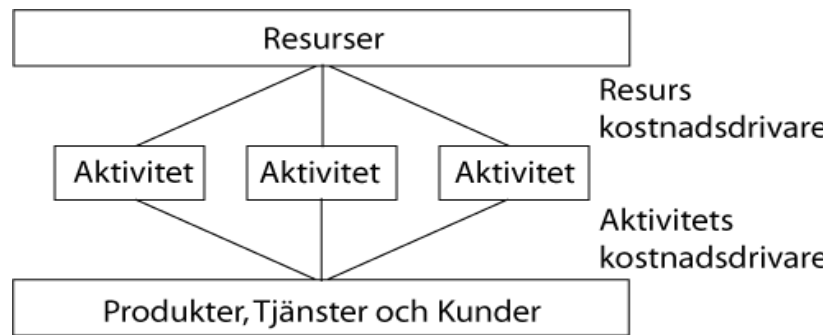 Resurser
Resurs
kostnadsdrivare
Aktivitet Aktivitet Aktivitet
Aktivitets
kostnadsdrivare
Produkter, Tjänster och Kunder